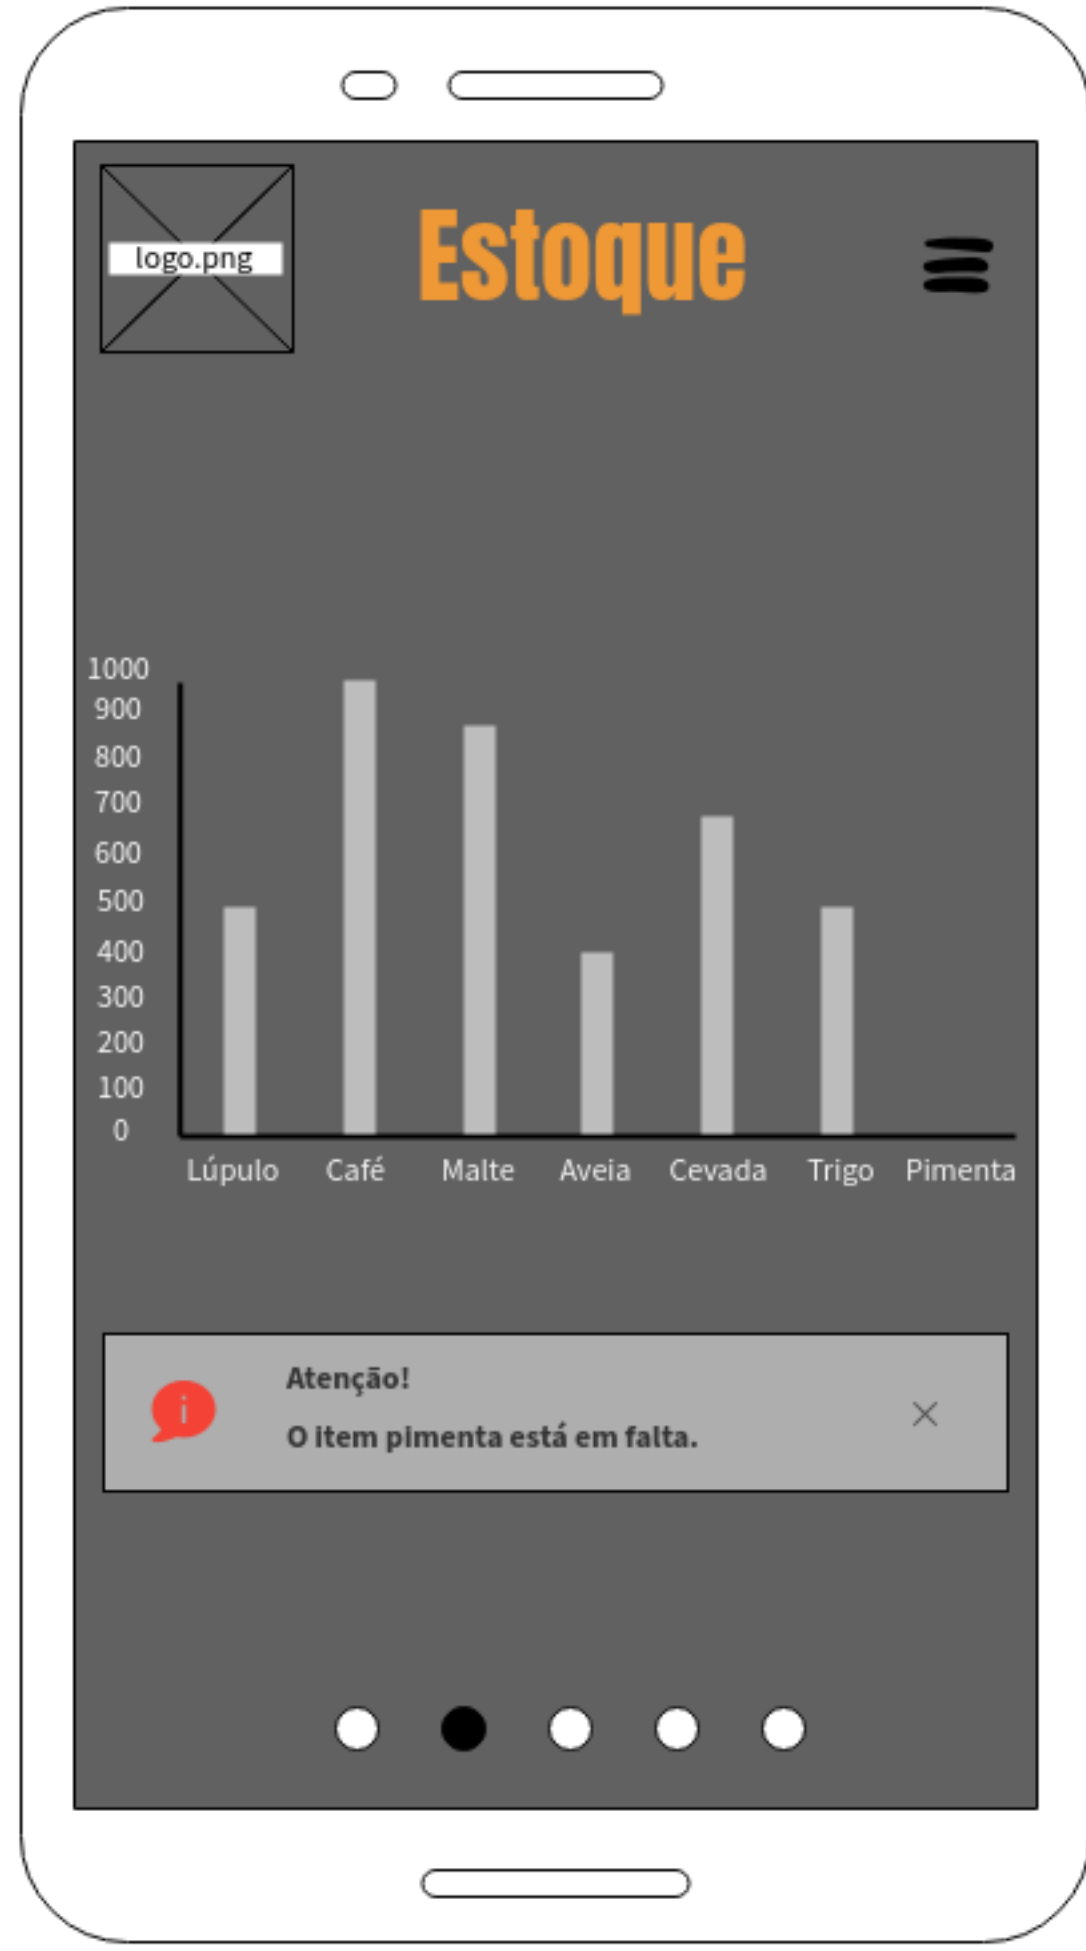 logo.png
Estoque
1000
900
800
700
600
500
400
300
200
100
0
Lúpulo Café Malte Aveia Cevada Trigo Pimenta
i
Atenção!
O item pimenta está em falta.